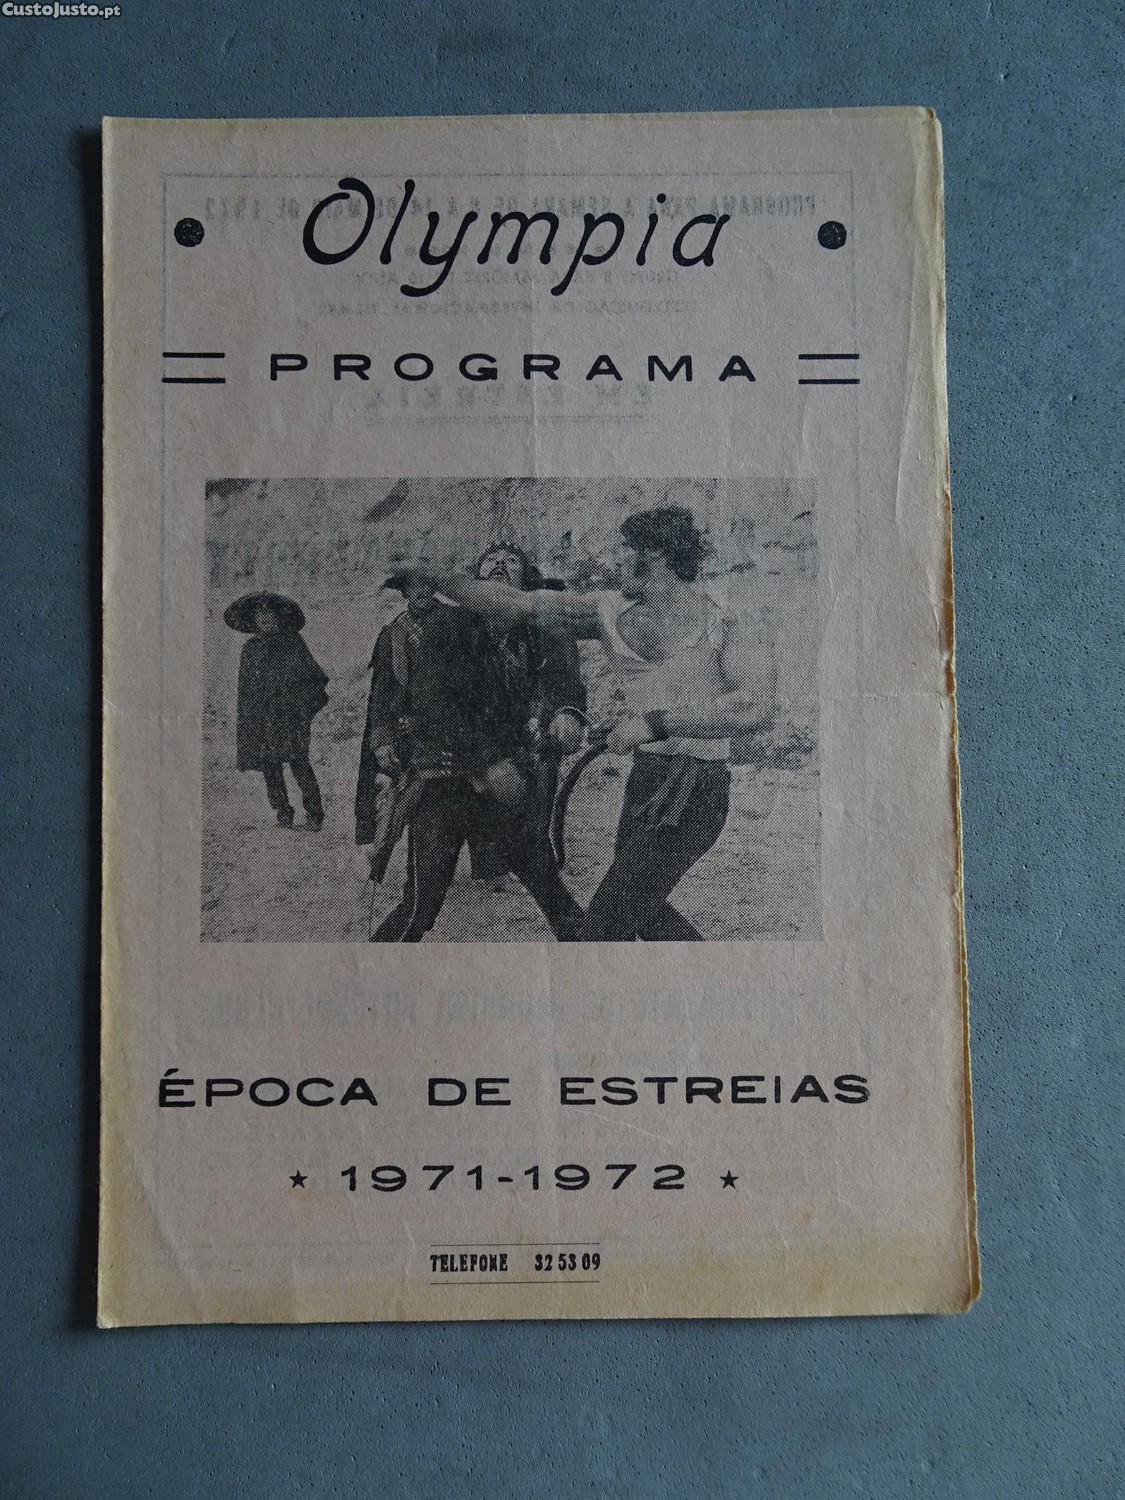 CustoJusto.pt
Olympia
PROGRAMA
ÉPOCA DE ESTREIAS
★ 1971-1972 ★
TELEFONE 32 53 09